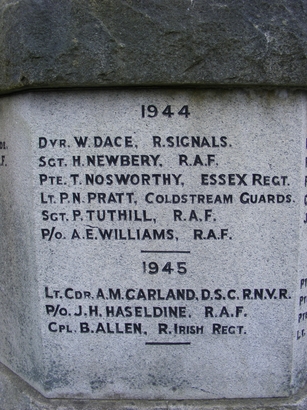 1944
DVR. W. DACE, R. SIGNALS.
SGT. H. NEWBERY, R.A.F.
PTE. T. NOSWORTHY, ESSEX REGT.
LT. P. N. PRATT, COLDSTREAM GUARDS.
SGT. P. TUTHILL, R.A.F.
P/O. A. E. WILLIAMS, R.A.F.
1945
LT. CDR. A. M. GARLAND, D.S.C. R.N.V.R.
P/O. J. H. HASELDINE, R.A.F.
CPL. B. ALLEN, R. IRISH REGT.